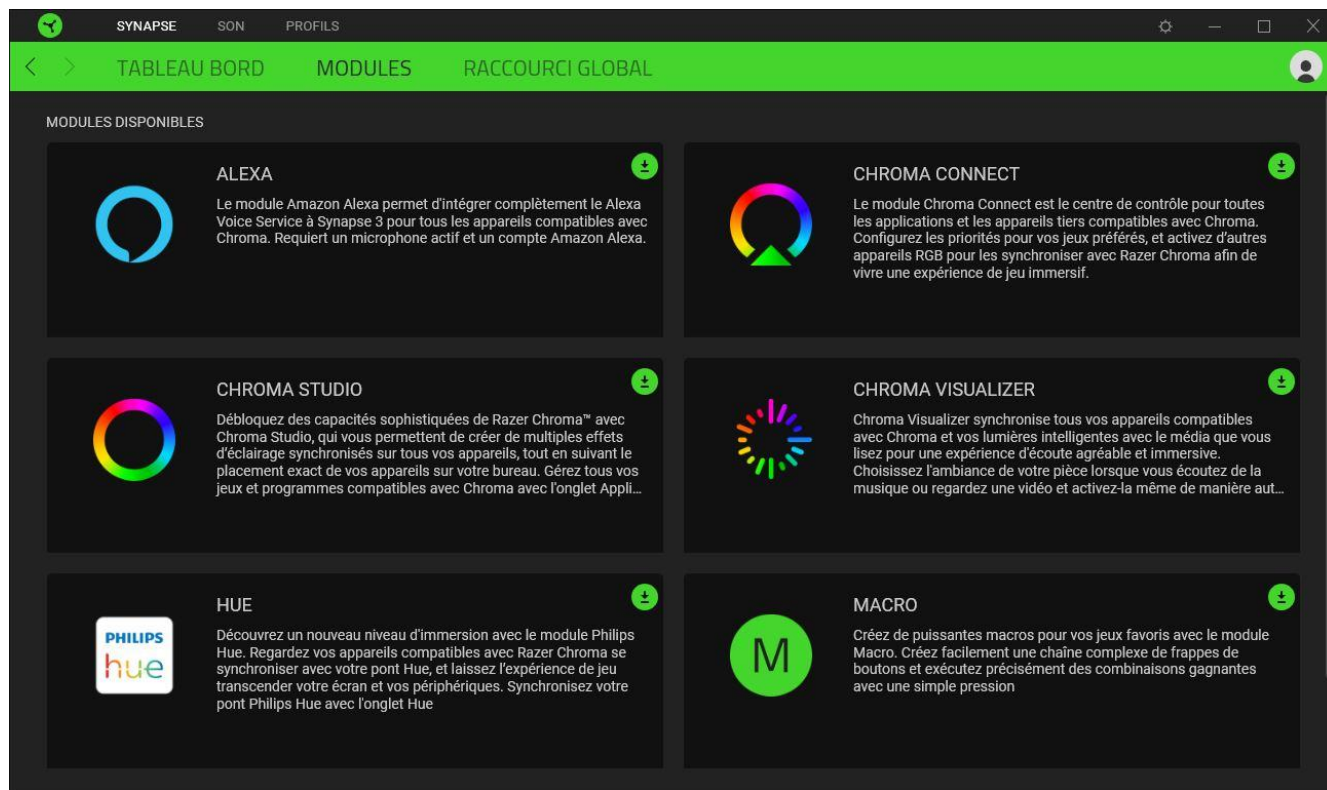 SYNAPSE SON PROFILS
TABLEAU BORD MODULES RACCOURCI GLOBAL
MODULES DISPONIBLES
ALEXA
Le module Amazon Alexa permet d'intégrer complètement le Alexa
Voice Service à Synapse 3 pour tous les appareils compatibles avec
Chroma. Requiert un microphone actif et un compte Amazon Alexa.
CHROMA CONNECT
Le module Chroma Connect est le centre de contrôle pour toutes
les applications et les appareils tiers compatibles avec Chroma.
Configurez les priorités pour vos jeux préférés, et activez d'autres
appareils RGB pour les synchroniser avec Razer Chroma afin de
vivre une expérience de jeu immersif.
CHROMA STUDIO
Débloquez des capacités sophistiquées de Razer Chroma™ avec
Chroma Studio, qui vous permettent de créer de multiples effets
d'éclairage synchronisés sur tous vos appareils, tout en suivant le
placement exact de vos appareils sur votre bureau. Gérez tous vos
jeux et programmes compatibles avec Chroma avec l'onglet Appli...
CHROMA VISUALIZER
Chroma Visualizer synchronise tous vos appareils compatibles
avec Chroma et vos lumières intelligentes avec le média que vous
lisez pour une expérience d'écoute agréable et immersive.
Choisissez l'ambiance de votre pièce lorsque vous écoutez de la
musique ou regardez une vidéo et activez-la même de manière aut...
PHILIPS
hue
HUE
Découvrez un nouveau niveau d'immersion avec le module Philips
Hue. Regardez vos appareils compatibles avec Razer Chroma se
synchroniser avec votre pont Hue, et laissez l'expérience de jeu
transcender votre écran et vos périphériques. Synchronisez votre
pont Philips Hue avec l'onglet Hue
M
MACRO
Créez de puissantes macros pour vos jeux favoris avec le module
Macro. Créez facilement une chaîne complexe de frappes de
boutons et exécutez précisément des combinaisons gagnantes
avec une simple pression